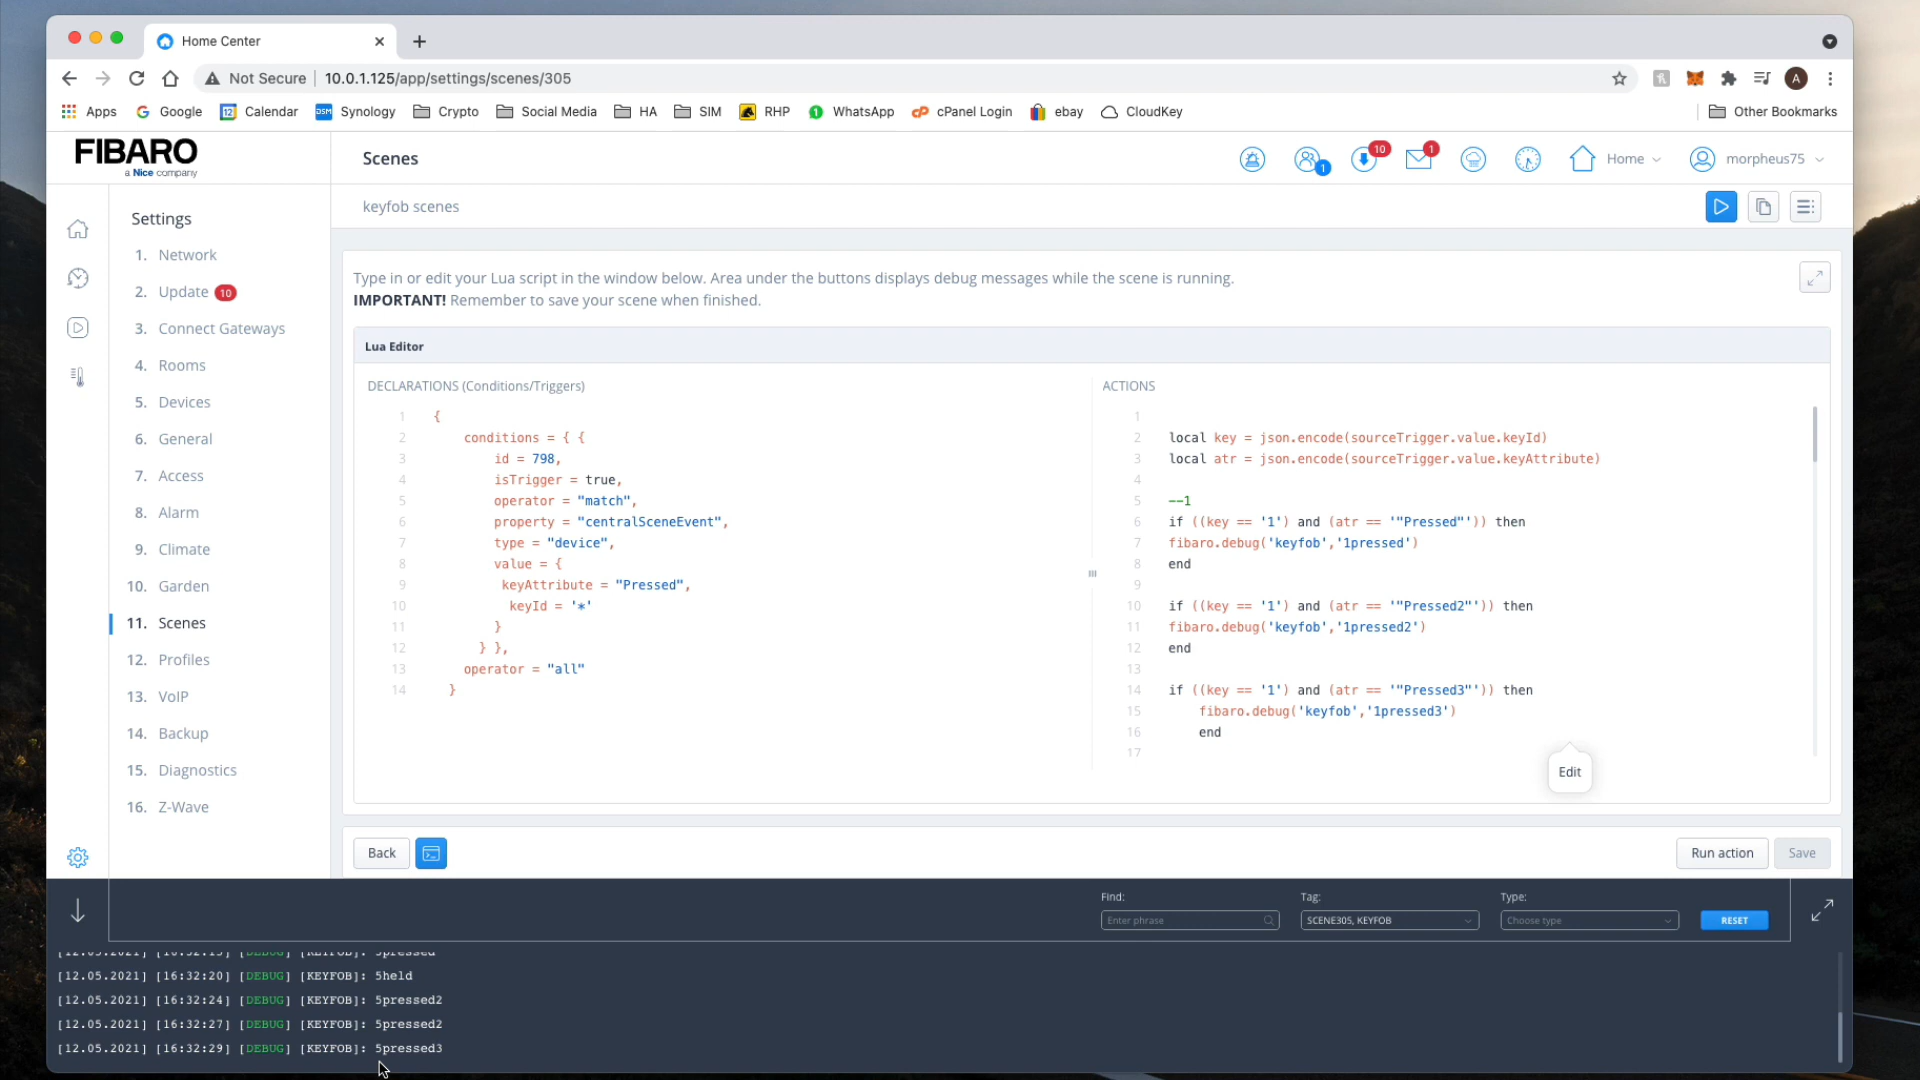 Home Center
Not Secure
10.0.1.125/app/settings/scenes/305
A
Apps
Google
Calendar
Synology
Crypto
Social Media
HA
SIM
RHP
WhatsApp
cPanel Login
ebay
CloudKey
Other Bookmarks
FIBARO
a Nice company
Scenes
1
10
1
Home
morpheus75
keyfob scenes
Settings
1. Network
2. Update 10
3. Connect Gateways
4. Rooms
5. Devices
6. General
7. Access
8. Alarm
9. Climate
10. Garden
11. Scenes
12. Profiles
13. VoIP
14. Backup
15. Diagnostics
16. Z-Wave
Type in or edit your Lua script in the window below. Area under the buttons displays debug messages while the scene is running.
IMPORTANT! Remember to save your scene when finished.
Lua Editor
DECLARATIONS (Conditions/Triggers)
1 {
2 conditions = { {
3 id = 798,
4 isTrigger = true,
5 operator = "match",
6 property = "centralSceneEvent",
7 type = "device",
8 value = {
9 keyAttribute = "Pressed",
10 keyId = '*'
11 }
12 } },
13 operator = "all"
14 }
ACTIONS
1
2 local key = json.encode(sourceTrigger.value.keyId)
3 local atr = json.encode(sourceTrigger.value.keyAttribute)
4
5 --1
6 if ((key == '1') and (atr == '"Pressed"')) then
7 fibaro.debug('keyfob','1pressed')
8 end
9
10 if ((key == '1') and (atr == '"Pressed2"')) then
11 fibaro.debug('keyfob','1pressed2')
12 end
13
14 if ((key == '1') and (atr == '"Pressed3"')) then
15 fibaro.debug('keyfob','1pressed3')
16 end
17
Edit
Back
Run action
Save
Find:
Enter phrase
Tag:
SCENE305, KEYFOB
Type:
Choose type
RESET
[12.05.2021] [16:32:15] [DEBUG] [KEYFOB]: 5pressed
[12.05.2021] [16:32:20] [DEBUG] [KEYFOB]: 5held
[12.05.2021] [16:32:24] [DEBUG] [KEYFOB]: 5pressed2
[12.05.2021] [16:32:27] [DEBUG] [KEYFOB]: 5pressed2
[12.05.2021] [16:32:29] [DEBUG] [KEYFOB]: 5pressed3